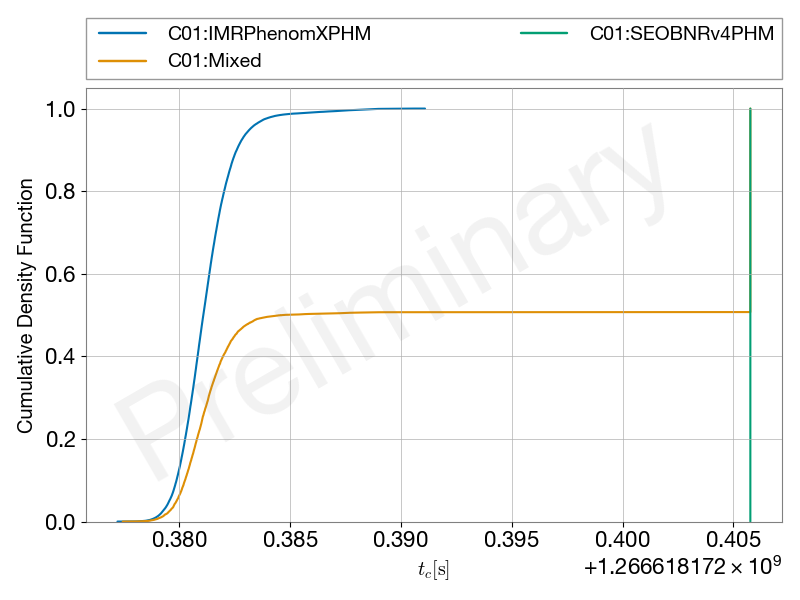 C01:IMRPhenomXPHM
C01:Mixed
C01:SEOBNRv4PHM
Preliminary
Cumulative Density Function
1.0
0.8
0.6
0.4
0.2
0.0
0.380 0.385 0.390 0.395 0.400 0.405
t_c[s]
+1.266618172 × 10⁹